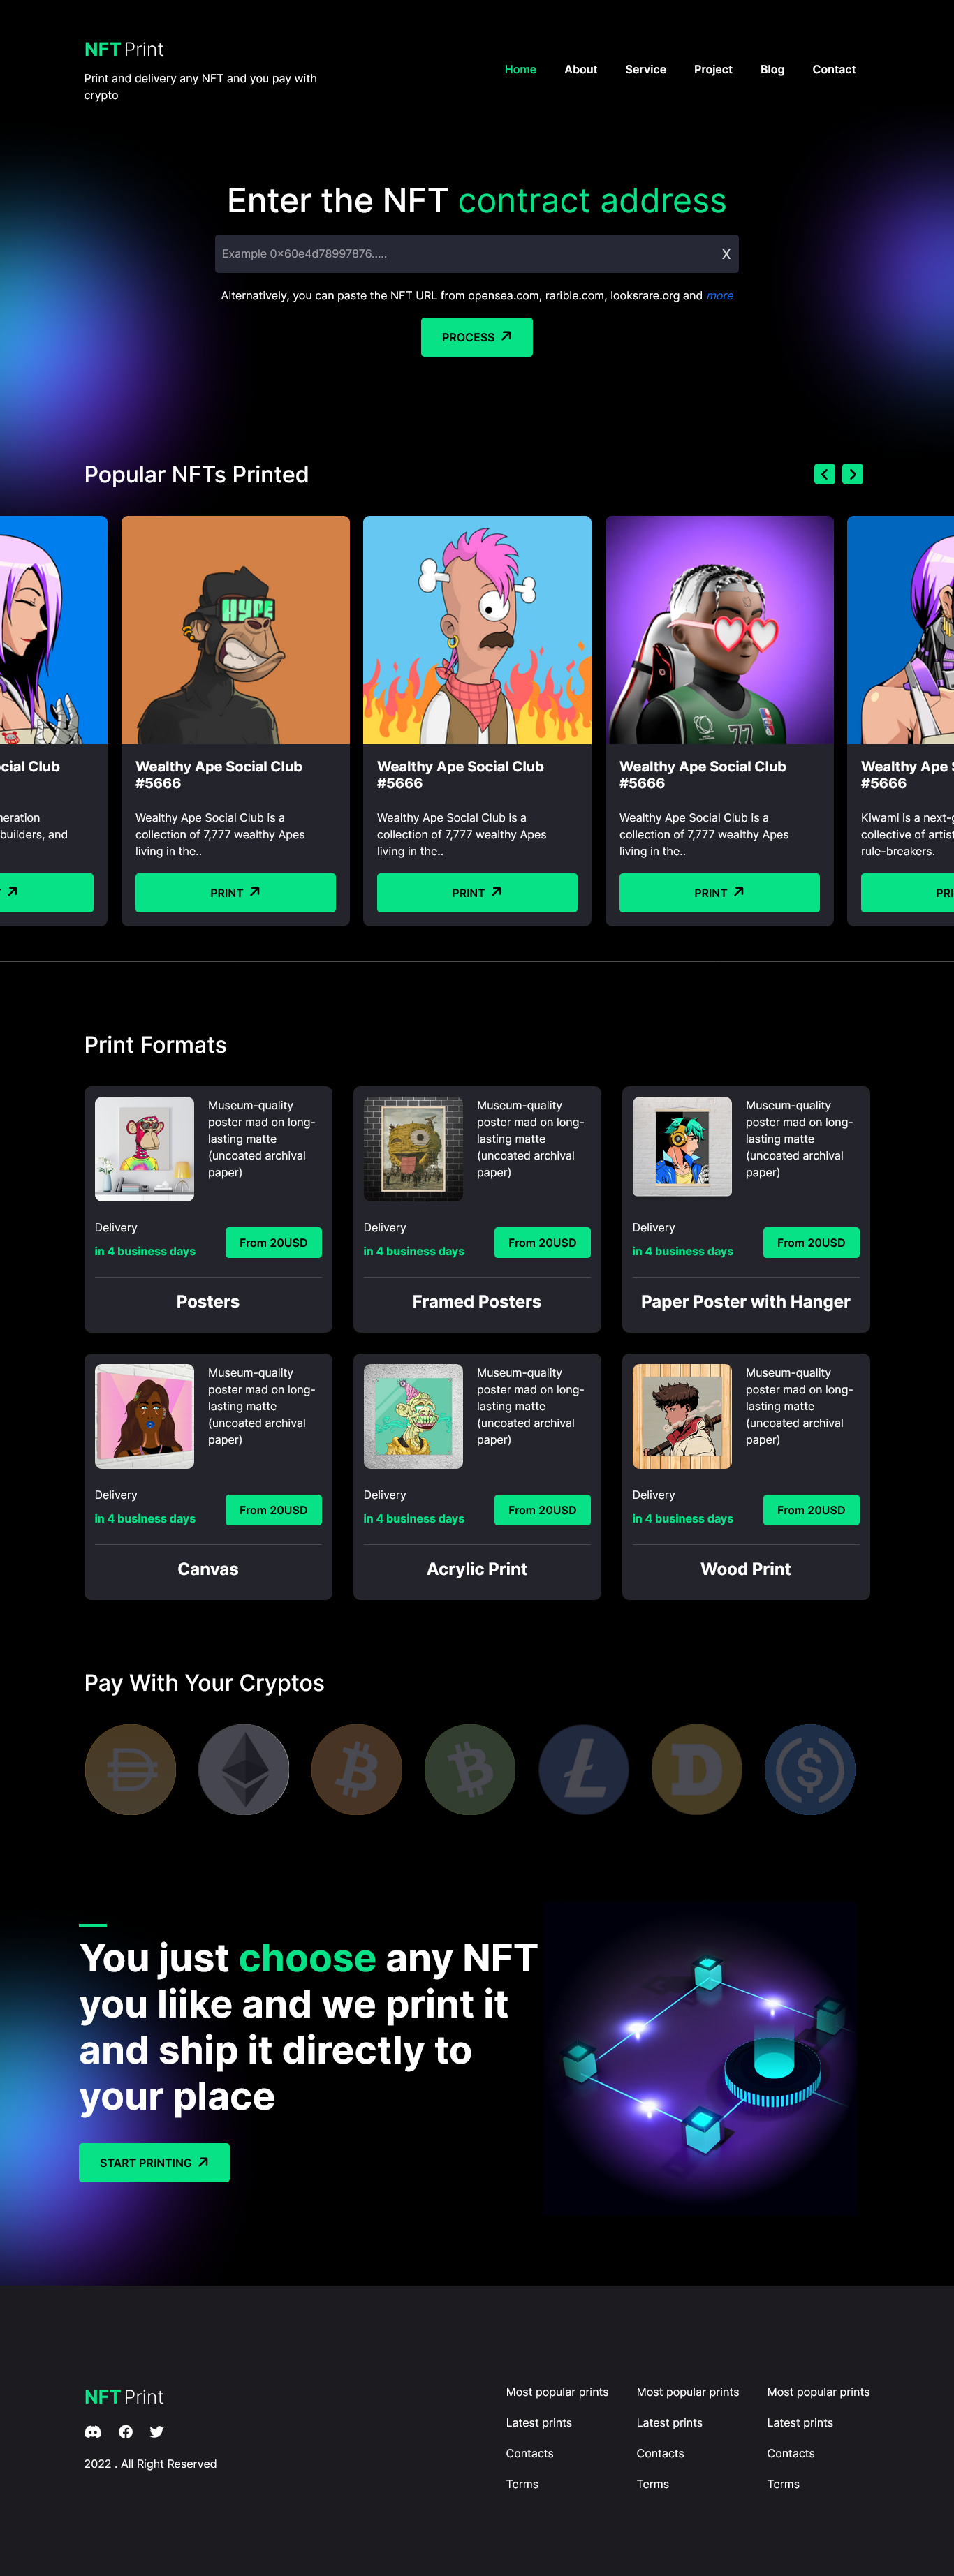 NFT Print
Print and delivery any NFT and you pay with
crypto
Home About Service Project Blog Contact
Enter the NFT contract address
Example 0x60e4d78997876..... X
Alternatively, you can paste the NFT URL from opensea.com, rarible.com, looksrare.org and more
PROCESS
Popular NFTs Printed
HYPE
77
cial Club
neration
builders, and
Wealthy Ape Social Club
#5666
Wealthy Ape Social Club is a
collection of 7,777 wealthy Apes
living in the..
PRINT
Wealthy Ape Social Club
#5666
Wealthy Ape Social Club is a
collection of 7,777 wealthy Apes
living in the..
PRINT
Wealthy Ape Social Club
#5666
Wealthy Ape Social Club is a
collection of 7,777 wealthy Apes
living in the..
PRINT
Wealthy Ape S
#5666
Kiwami is a next-g
collective of artist
rule-breakers.
PRI
Print Formats
Museum-quality
poster mad on long-
lasting matte
(uncoated archival
paper)
Delivery
in 4 business days
From 20USD
Posters
Museum-quality
poster mad on long-
lasting matte
(uncoated archival
paper)
Delivery
in 4 business days
From 20USD
Framed Posters
Museum-quality
poster mad on long-
lasting matte
(uncoated archival
paper)
Delivery
in 4 business days
From 20USD
Paper Poster with Hanger
Museum-quality
poster mad on long-
lasting matte
(uncoated archival
paper)
Delivery
in 4 business days
From 20USD
Canvas
Museum-quality
poster mad on long-
lasting matte
(uncoated archival
paper)
Delivery
in 4 business days
From 20USD
Acrylic Print
Museum-quality
poster mad on long-
lasting matte
(uncoated archival
paper)
Delivery
in 4 business days
From 20USD
Wood Print
Pay With Your Cryptos
You just choose any NFT
you liike and we print it
and ship it directly to
your place
START PRINTING
NFT Print
2022 . All Right Reserved
Most popular prints
Latest prints
Contacts
Terms
Most popular prints
Latest prints
Contacts
Terms
Most popular prints
Latest prints
Contacts
Terms